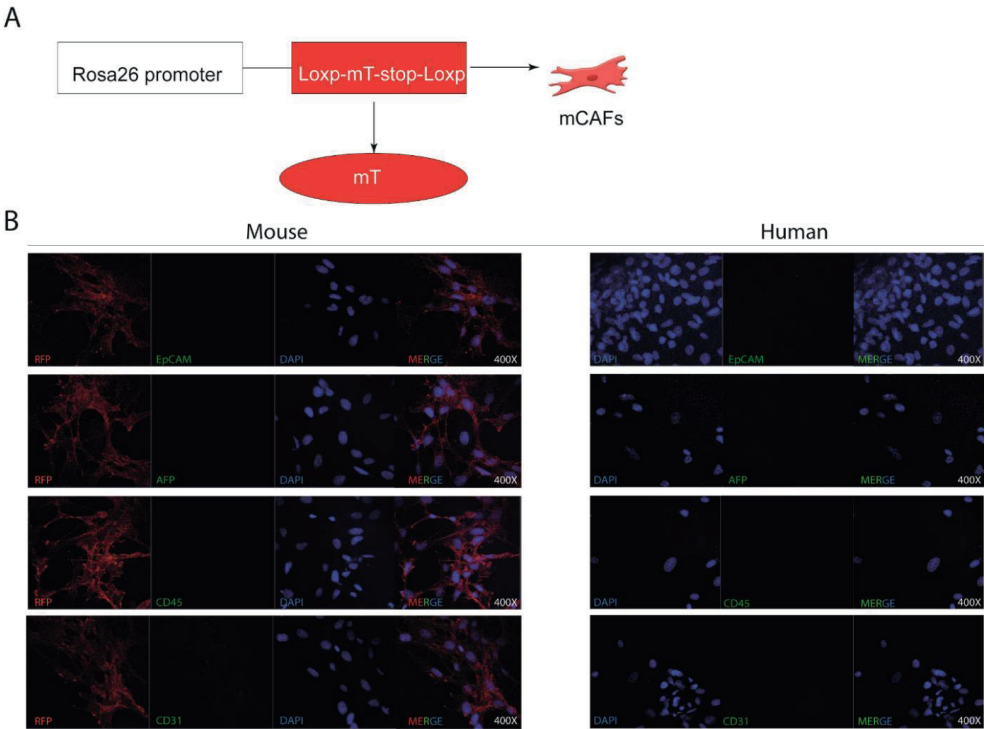 A
Rosa26 promoter
Loxp-mT-stop-Loxp
mCAFs
mT
B
Mouse
Human
RFP EpCAM DAPI MERGE 400X
DAPI EpCAM MERGE 400X
RFP AFP DAPI MERGE 400X
DAPI AFP MERGE 400X
RFP CD45 DAPI MERGE 400X
DAPI CD45 MERGE 400X
RFP CD31 DAPI MERGE 400X
DAPI CD31 MERGE 400X